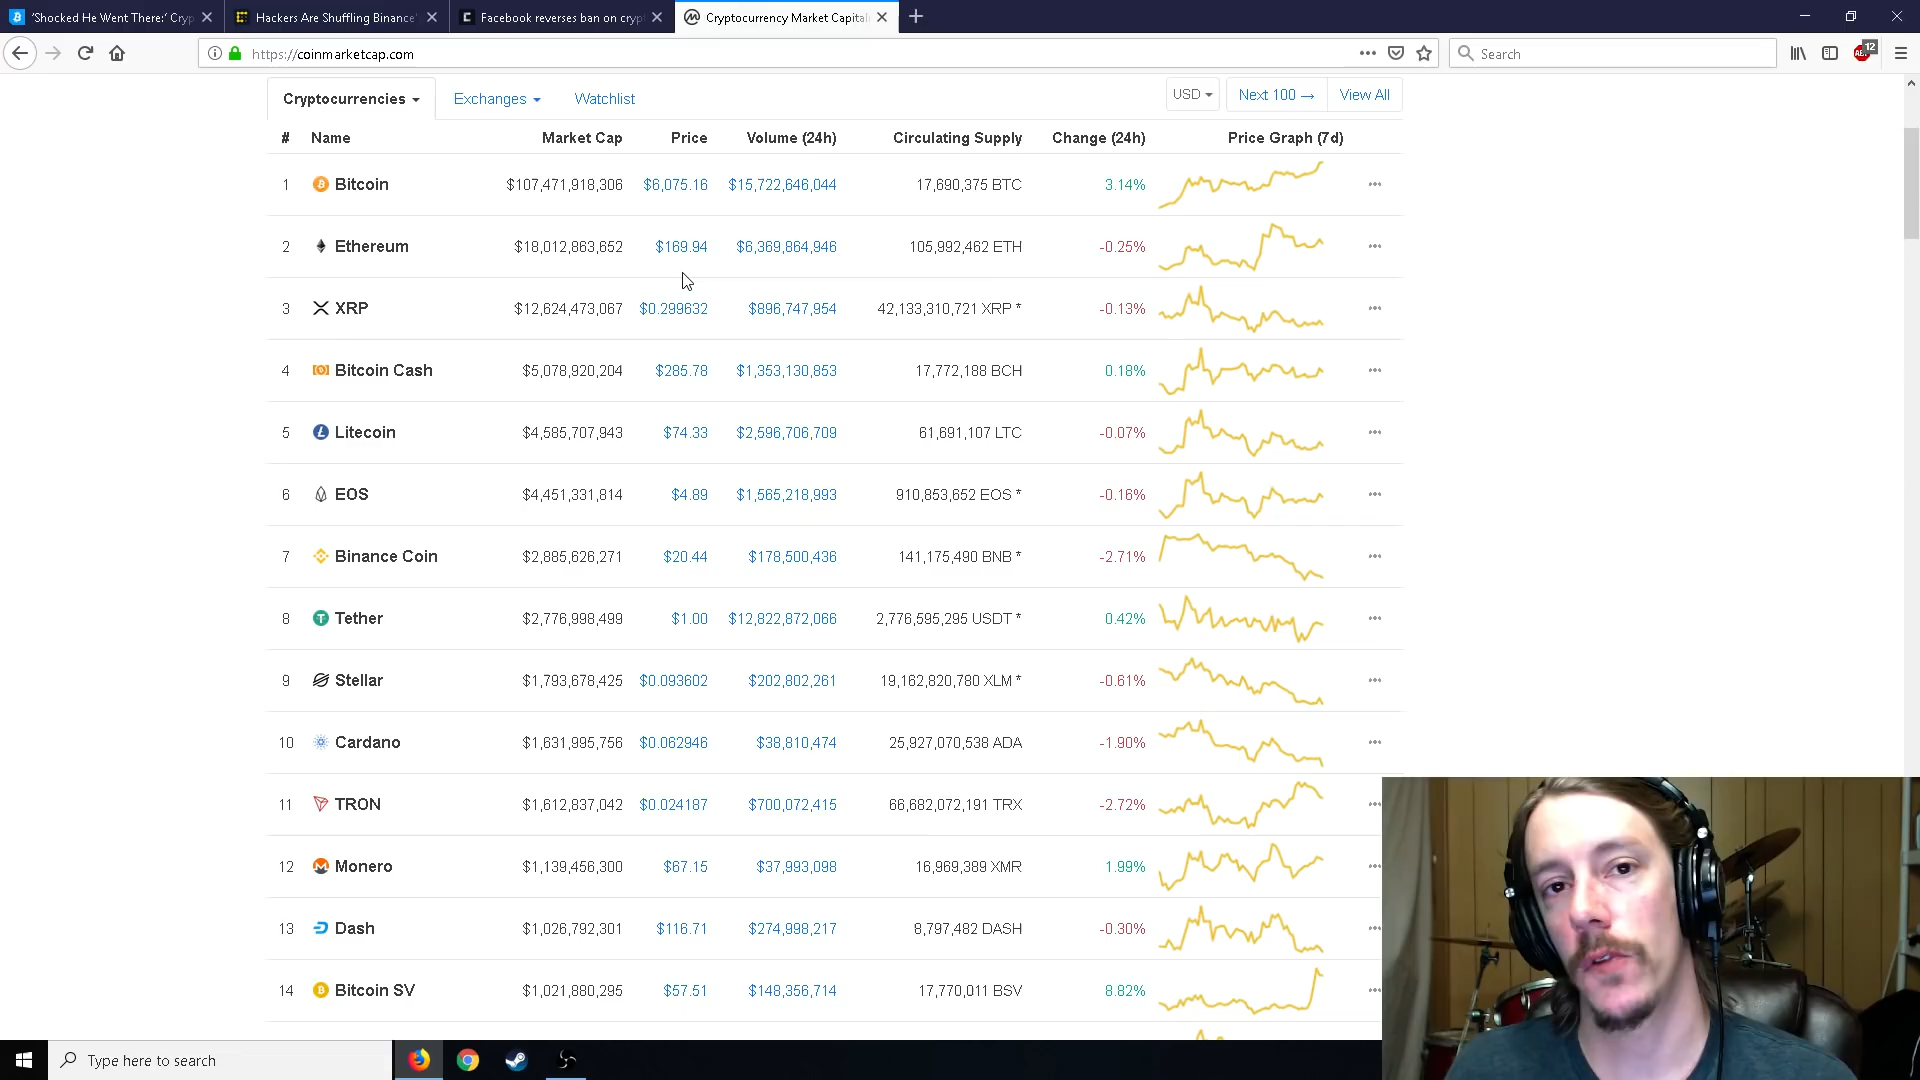 'Shocked He Went There:' Cryp
Hackers Are Shuffling Binance'
Facebook reverses ban on cryp
Cryptocurrency Market Capitali
https://coinmarketcap.com
Search
12
Cryptocurrencies
Exchanges
Watchlist
USD
Next 100 →
View All
# Name Market Cap Price Volume (24h) Circulating Supply Change (24h) Price Graph (7d)
1 Bitcoin $107,471,918,306 $6,075.16 $15,722,646,044 17,690,375 BTC 3.14%
2 Ethereum $18,012,863,652 $169.94 $6,369,864,946 105,992,462 ETH -0.25%
3 XRP $12,624,473,067 $0.299632 $896,747,954 42,133,310,721 XRP * -0.13%
4 Bitcoin Cash $5,078,920,204 $285.78 $1,353,130,853 17,772,188 BCH 0.18%
5 Litecoin $4,585,707,943 $74.33 $2,596,706,709 61,691,107 LTC -0.07%
6 EOS $4,451,331,814 $4.89 $1,565,218,993 910,853,652 EOS * -0.16%
7 Binance Coin $2,885,626,271 $20.44 $178,500,436 141,175,490 BNB * -2.71%
8 Tether $2,776,998,499 $1.00 $12,822,872,066 2,776,595,295 USDT * 0.42%
9 Stellar $1,793,678,425 $0.093602 $202,802,261 19,162,820,780 XLM * -0.61%
10 Cardano $1,631,995,756 $0.062946 $38,810,474 25,927,070,538 ADA -1.90%
11 TRON $1,612,837,042 $0.024187 $700,072,415 66,682,072,191 TRX -2.72%
12 Monero $1,139,456,300 $67.15 $37,993,098 16,969,389 XMR 1.99%
13 Dash $1,026,792,301 $116.71 $274,998,217 8,797,482 DASH -0.30%
14 Bitcoin SV $1,021,880,295 $57.51 $148,356,714 17,770,011 BSV 8.82%
Type here to search